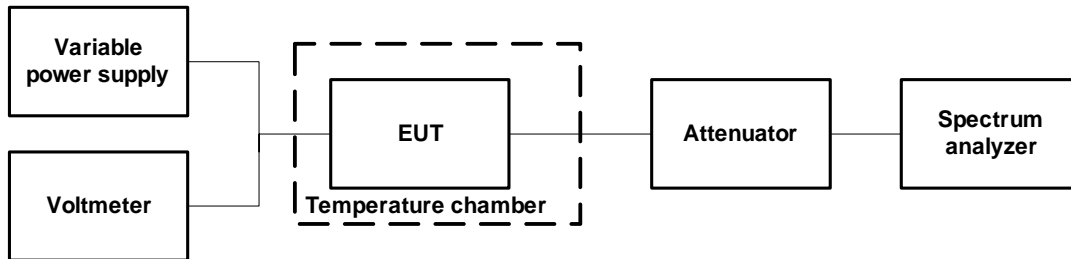 Variable
power supply
Voltmeter
EUT
Temperature chamber
Attenuator
Spectrum
analyzer